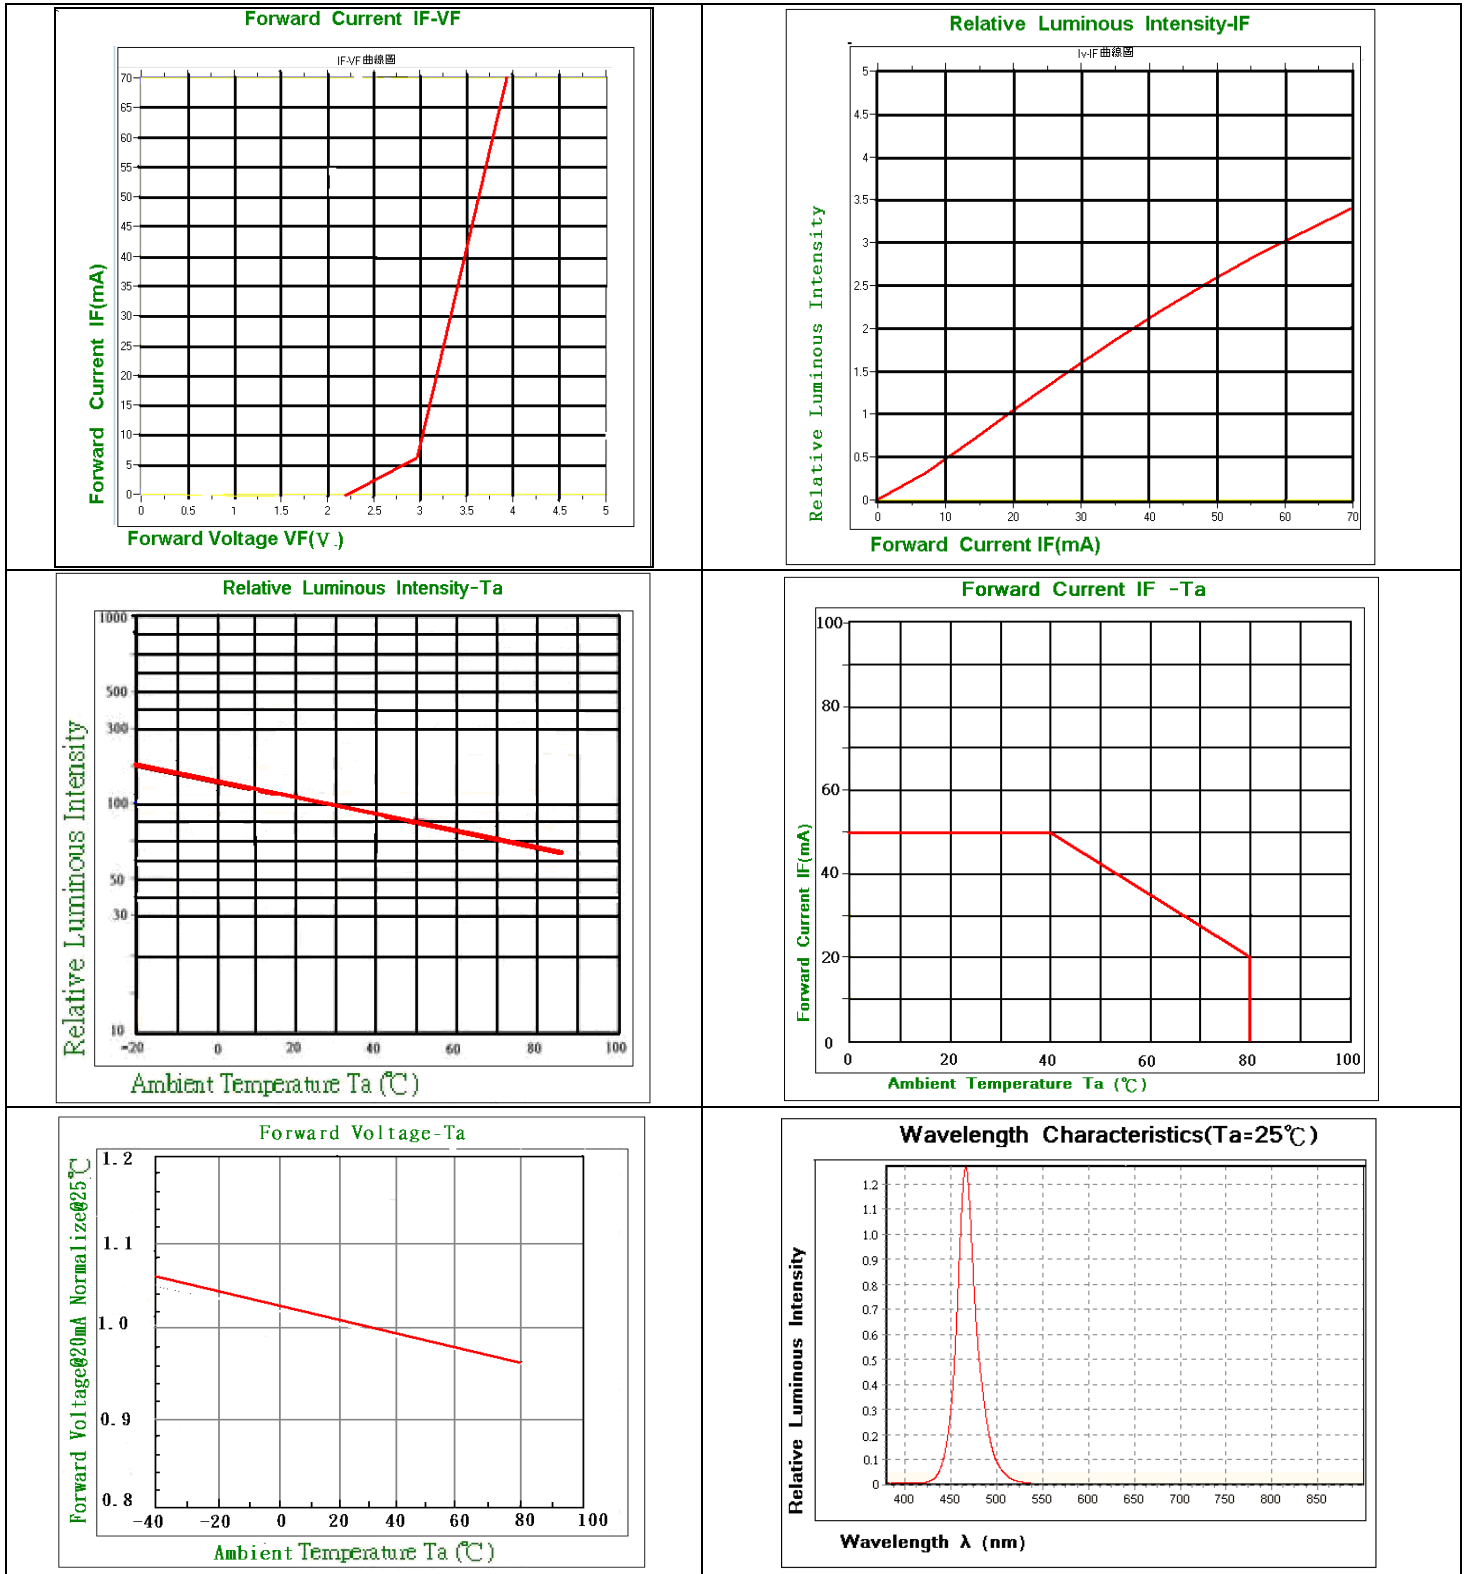 Forward Current IF-VF
IF-VF曲線圖
70
65
60
55
50
45
40
35
30
25
20
15
10
5
0
0 0.5 1 1.5 2 2.5 3 3.5 4 4.5 5
Forward Current IF(mA)
Forward Voltage VF(V.)
Relative Luminous Intensity-IF
Iv-IF曲線圖
5
4.5
4
3.5
3
2.5
2
1.5
1
0.5
0
0 10 20 30 40 50 60 70
Relative Luminous Intensity
Forward Current IF(mA)
Relative Luminous Intensity-Ta
1000
500
300
100
50
30
10
-20 0 20 40 60 80 100
Relative Luminous Intensity
Ambient Temperature Ta (℃)
Forward Current IF -Ta
100
80
60
40
20
0
0 20 40 60 80 100
Forward Current IF(mA)
Ambient Temperature Ta (℃)
Forward Voltage-Ta
1.2
1.1
1.0
0.9
0.8
-40 -20 0 20 40 60 80 100
Forward Voltage@20mA Normalize@25℃
Ambient Temperature Ta (℃)
Wavelength Characteristics(Ta=25℃)
1.2
1.1
1.0
0.9
0.8
0.7
0.6
0.5
0.4
0.3
0.2
0.1
0
400 450 500 550 600 650 700 750 800 850
Relative Luminous Intensity
Wavelength λ (nm)